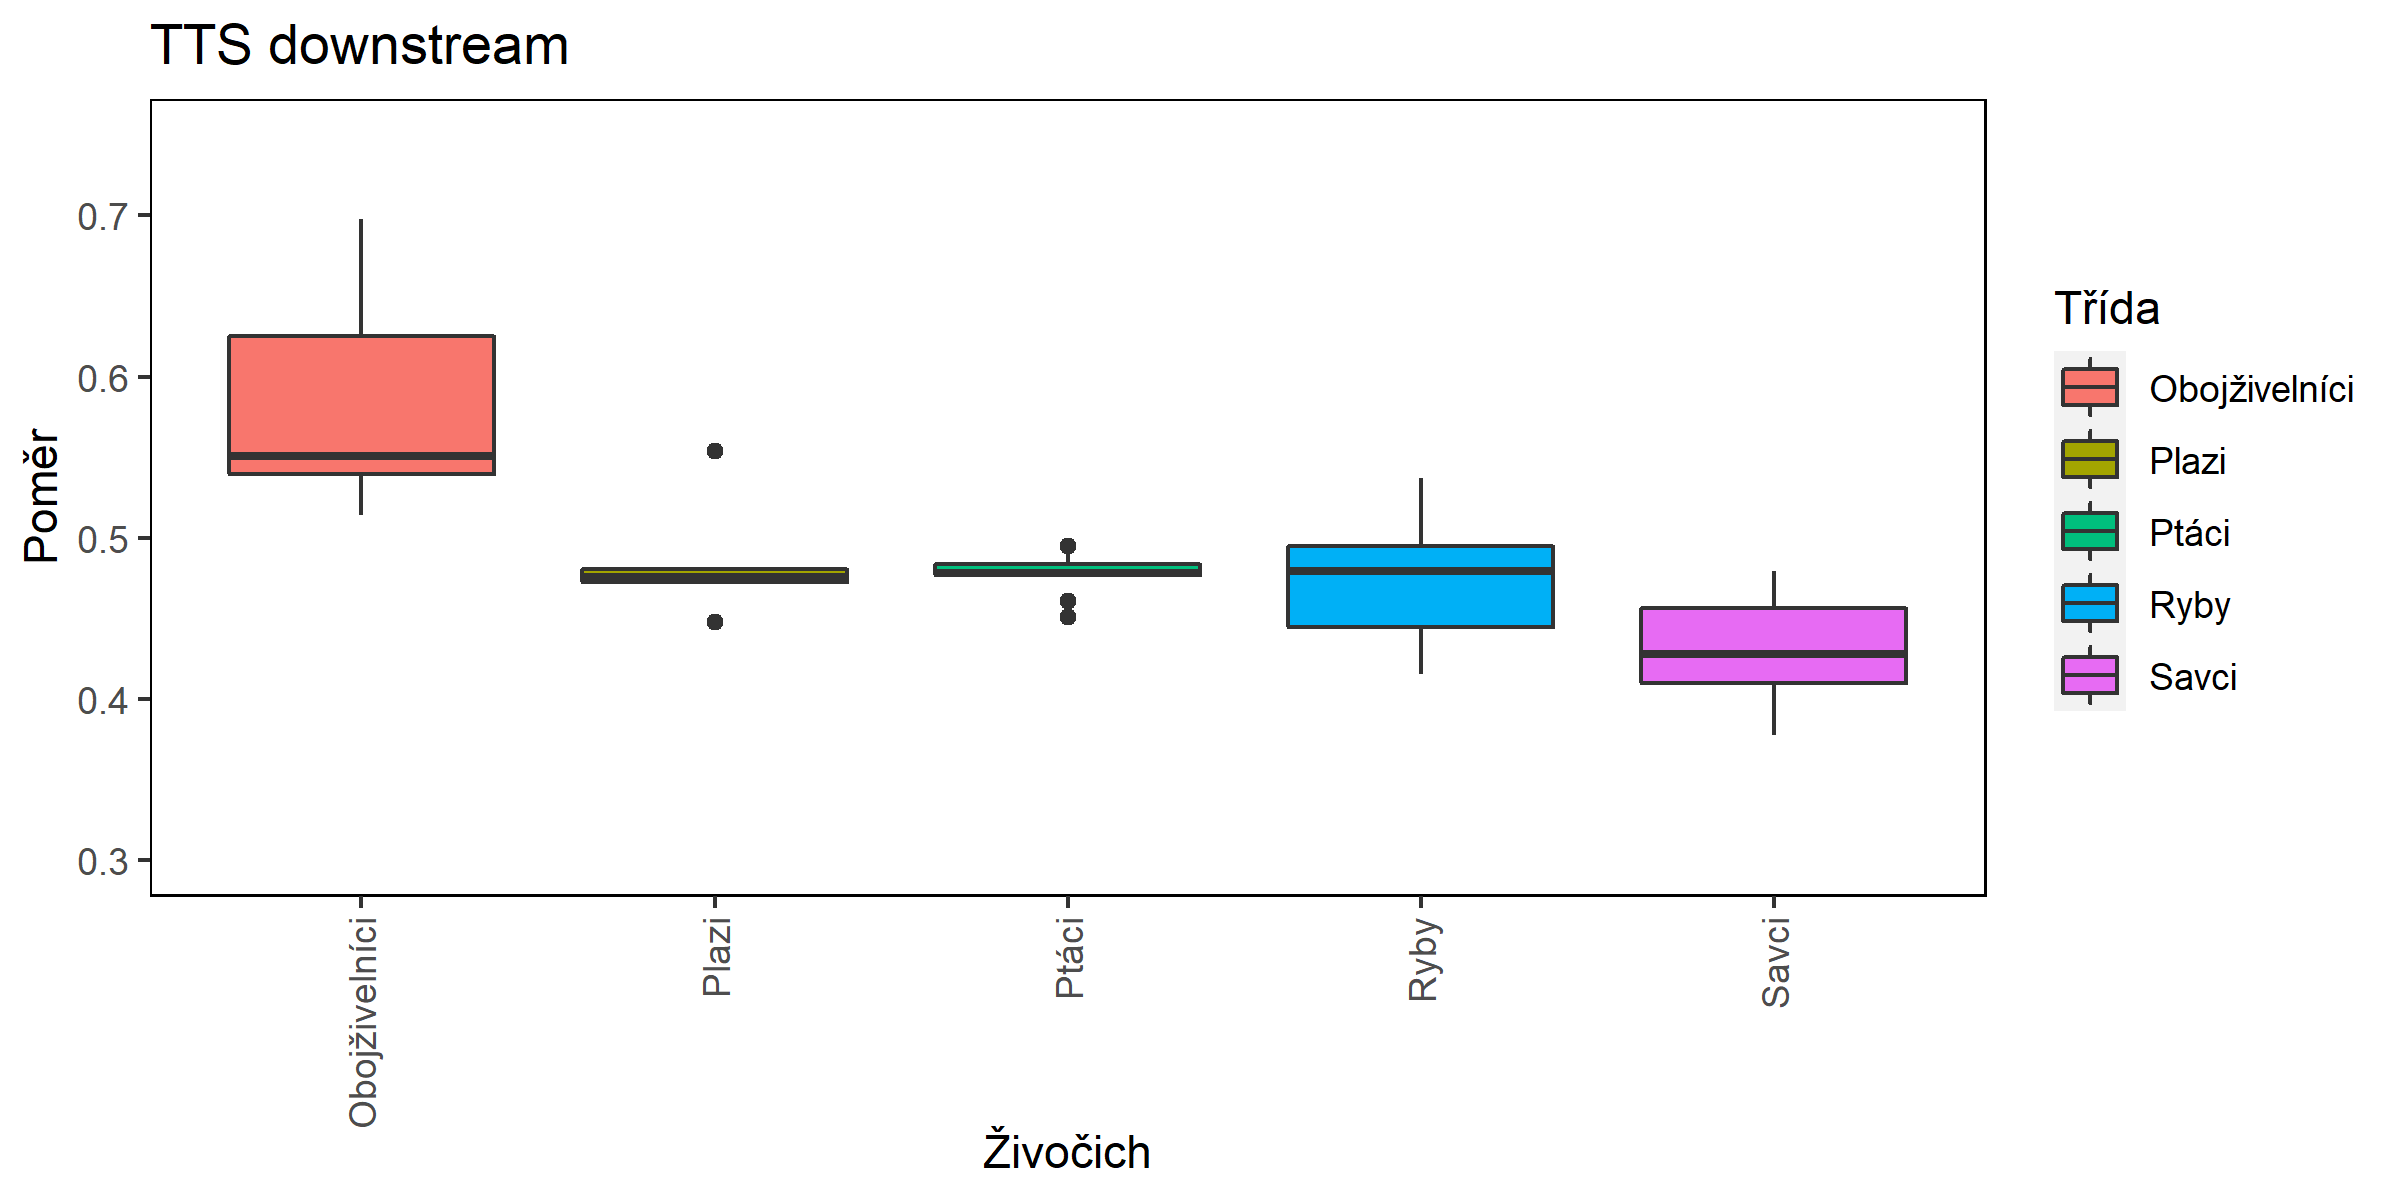 TTS downstream
Poměr
0.7
0.6
0.5
0.4
0.3
Obojživelníci
Plazi
Ptáci
Ryby
Savci
Živočich
Třída
Obojživelníci
Plazi
Ptáci
Ryby
Savci